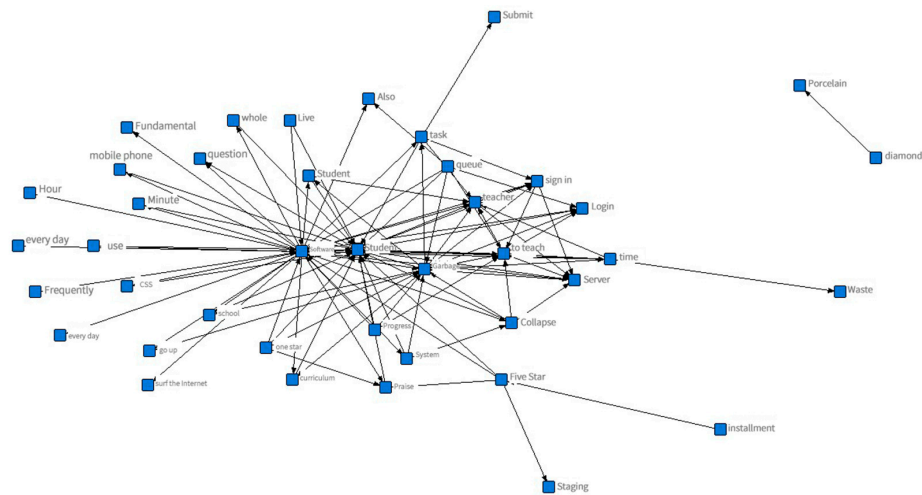 Submit
Porcelain
Also
whole
Live
Fundamental
task
question
mobile phone
queue
diamond
Student
sign in
Hour
Minute
teacher
Login
every day
use
Software
Student
to teach
time
Garbage
Server
CSS
Frequently
Waste
school
Collapse
Progress
every day
go up
one star
System
surf the Internet
curriculum
Praise
Five Star
installment
Staging